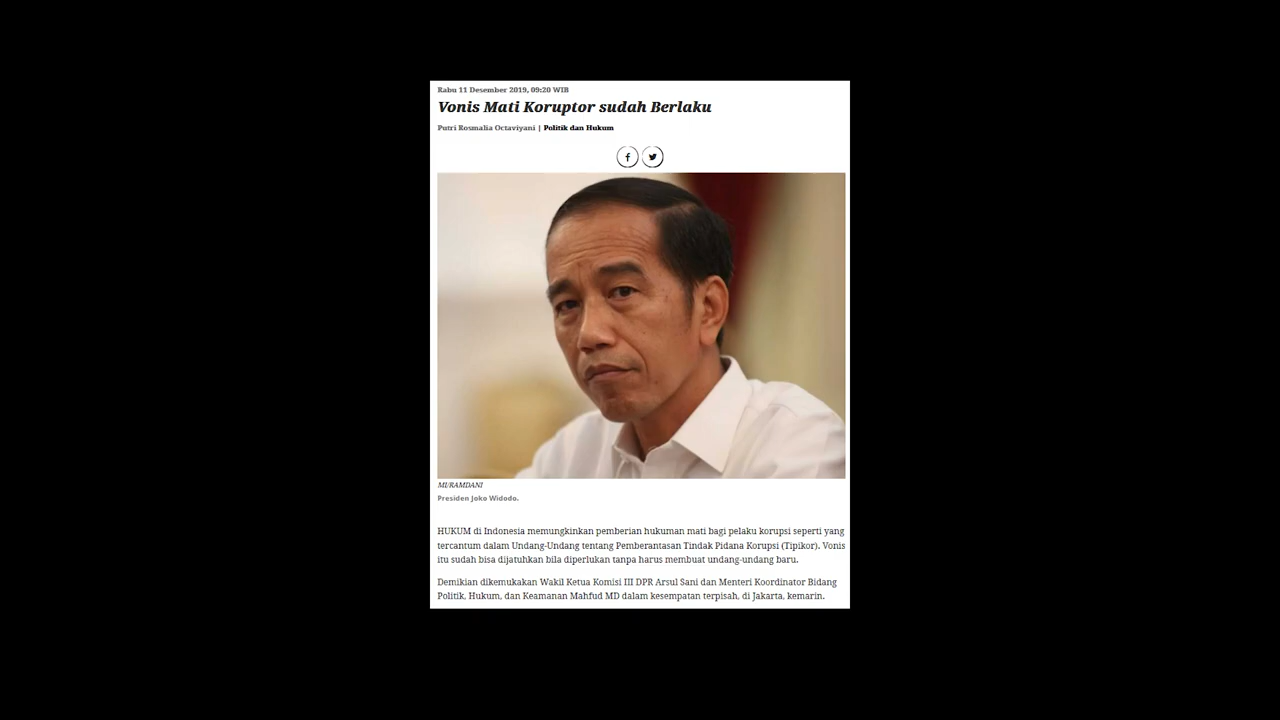 Rabu 11 Desember 2019, 09:20 WIB
Vonis Mati Koruptor sudah Berlaku
Putri Rosmalia Octaviyani | Politik dan Hukum
MI/RAMDANI
Presiden Joko Widodo.
HUKUM di Indonesia memungkinkan pemberian hukuman mati bagi pelaku korupsi seperti yang
tercantum dalam Undang-Undang tentang Pemberantasan Tindak Pidana Korupsi (Tipikor). Vonis
itu sudah bisa dijatuhkan bila diperlukan tanpa harus membuat undang-undang baru.
Demikian dikemukakan Wakil Ketua Komisi III DPR Arsul Sani dan Menteri Koordinator Bidang
Politik, Hukum, dan Keamanan Mahfud MD dalam kesempatan terpisah, di Jakarta, kemarin.